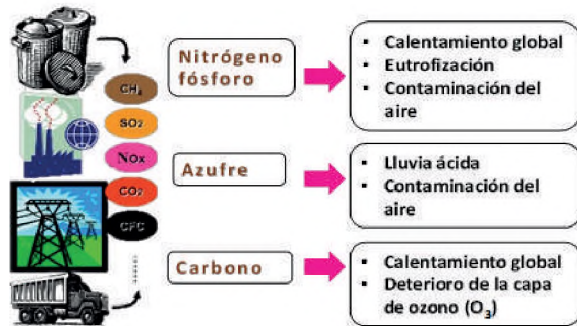 CH₄
SO₂
NOx
CO₂
CFC
Nitrógeno
fósforo
▪ Calentamiento global
▪ Eutrofización
▪ Contaminación del
aire
Azufre
▪ Lluvia ácida
▪ Contaminación del
aire
Carbono
▪ Calentamiento global
▪ Deterioro de la capa
de ozono (O₃)